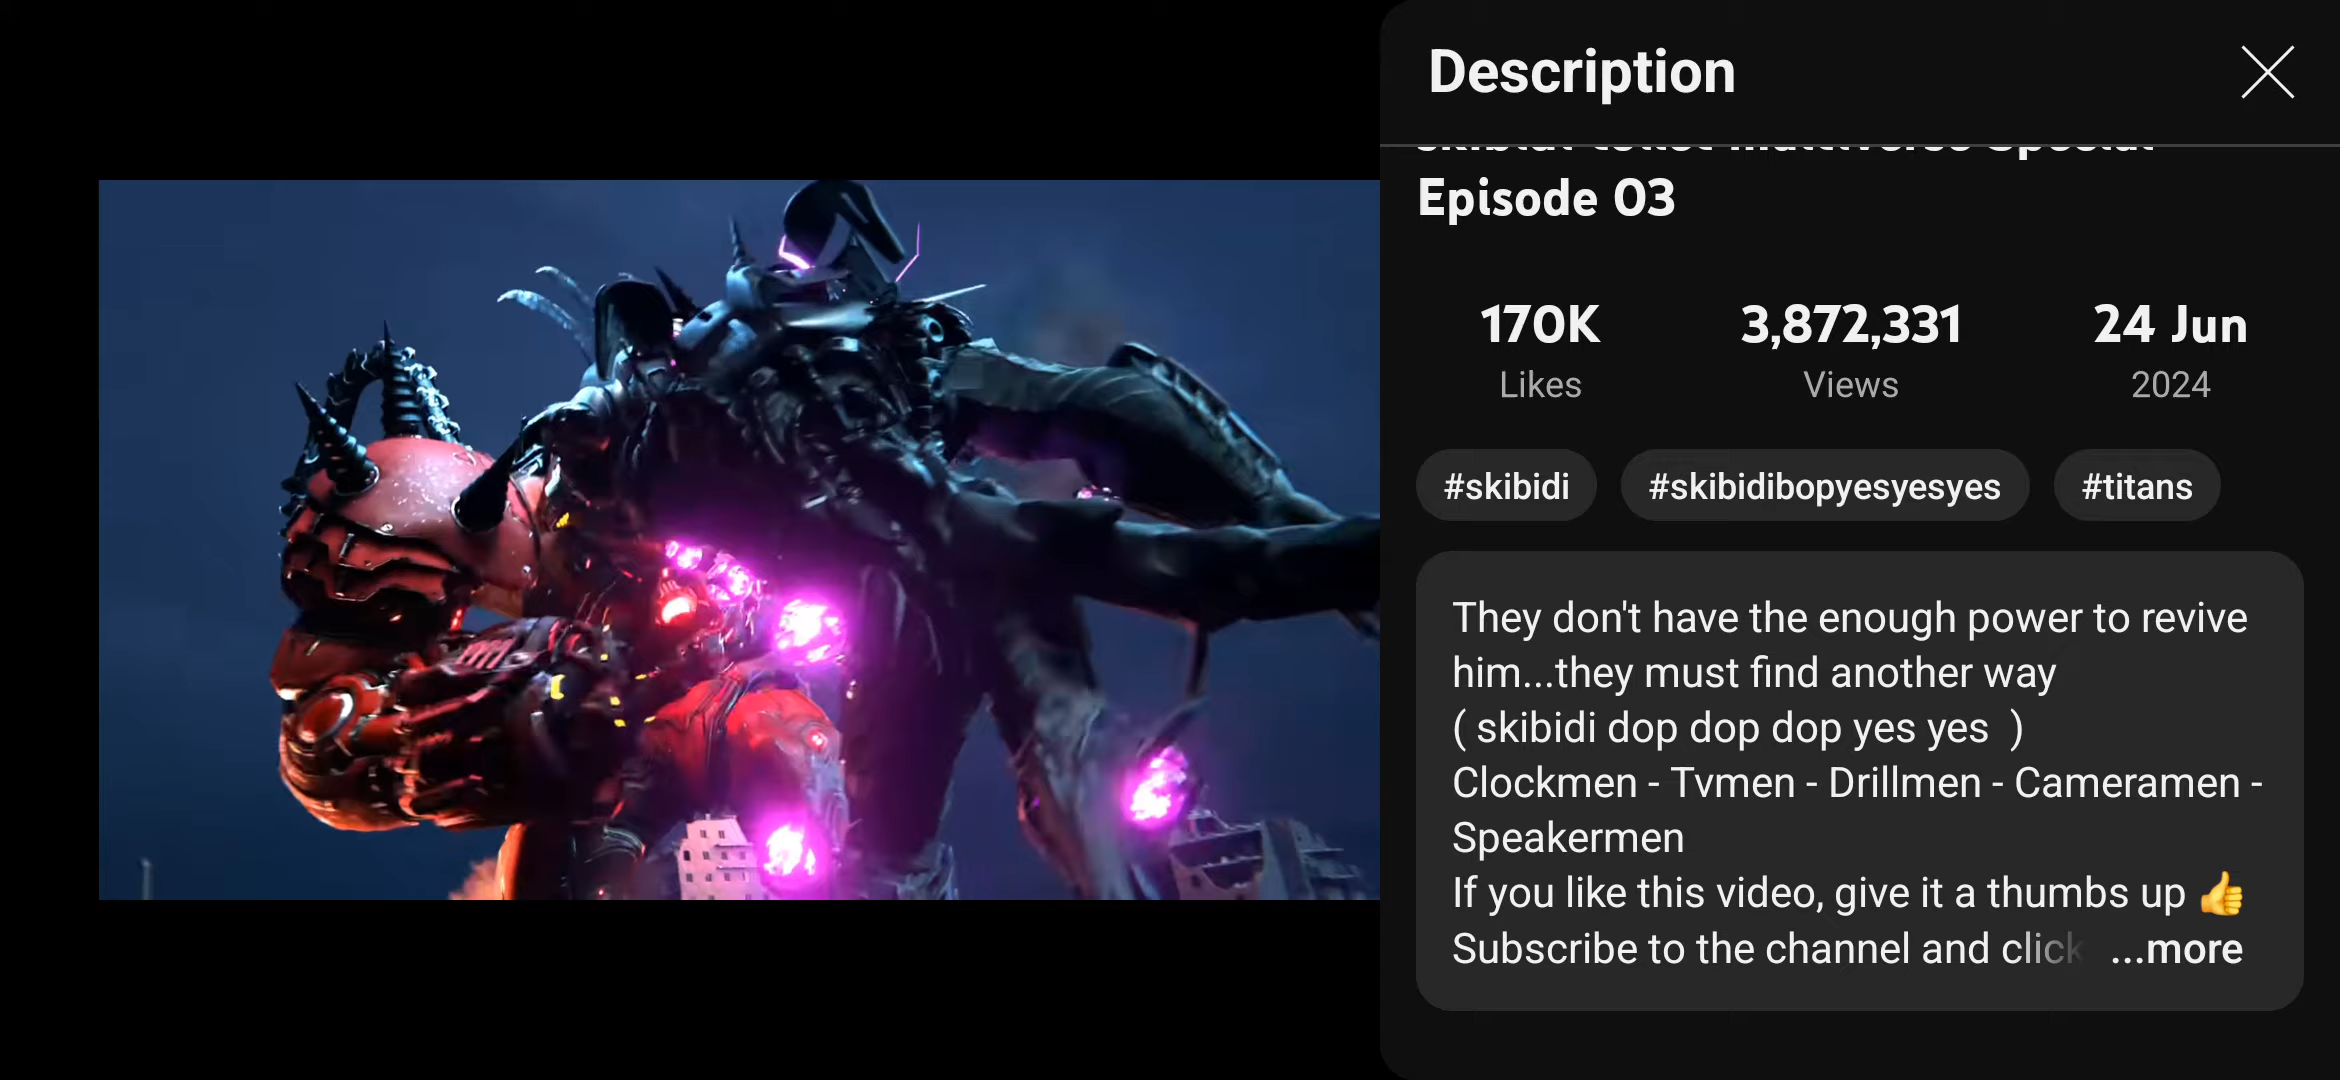 Description
Episode 03
170K
Likes
3,872,331
Views
24 Jun
2024
#skibidi
#skibidibopyesyesyes
#titans
They don't have the enough power to revive
him...they must find another way
( skibidi dop dop dop yes yes  )
Clockmen - Tvmen - Drillmen - Cameramen -
Speakermen
If you like this video, give it a thumbs up 👍
Subscribe to the channel and click ...more